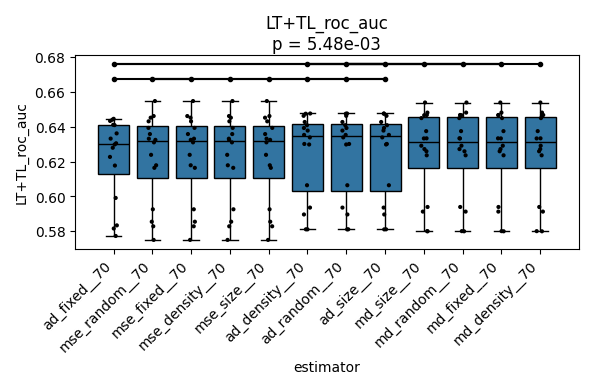 LT+TL_roc_auc
p = 5.48e-03
LT+TL_roc_auc
0.68
0.66
0.64
0.62
0.60
0.58
ad_fixed__70
mse_random__70
mse_fixed__70
mse_density__70
mse_size__70
ad_density__70
ad_random__70
ad_size__70
md_size__70
md_random__70
md_fixed__70
md_density__70
estimator